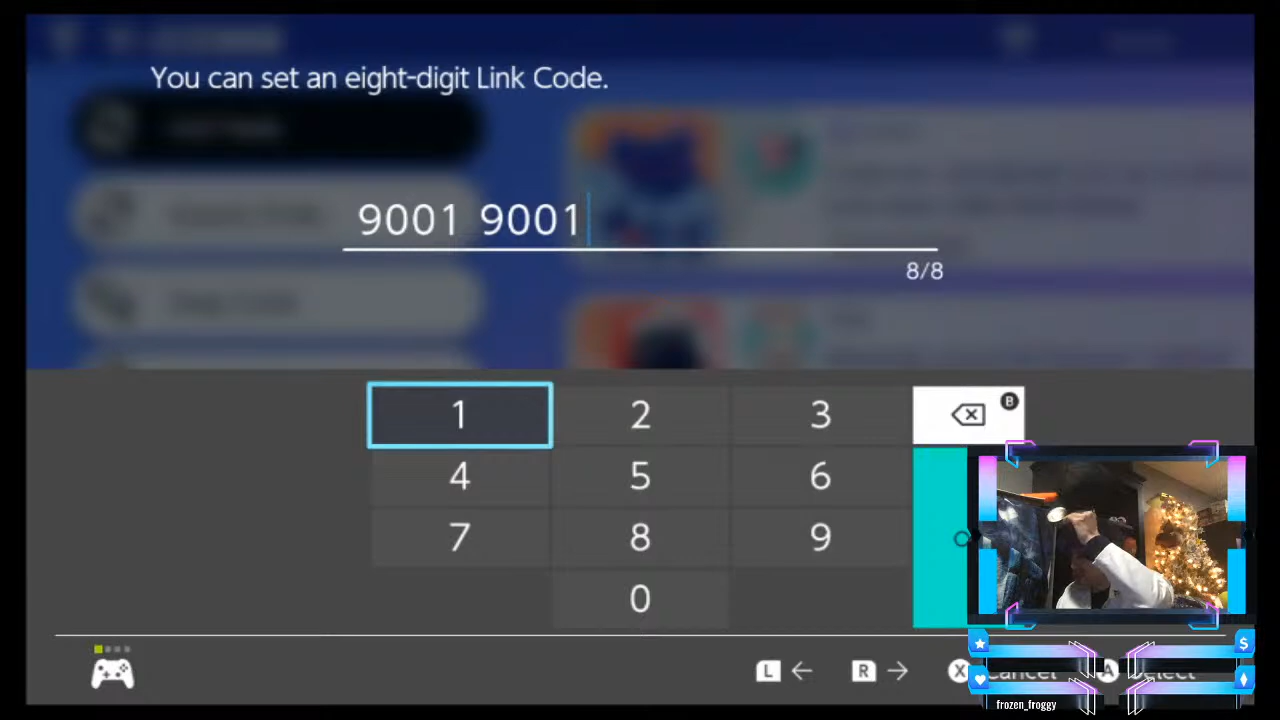 You can set an eight-digit Link Code.
9001 9001
8/8
1 2 3 B
4 5 6
7 8 9
0
L R X Cancel A
frozen_froggy